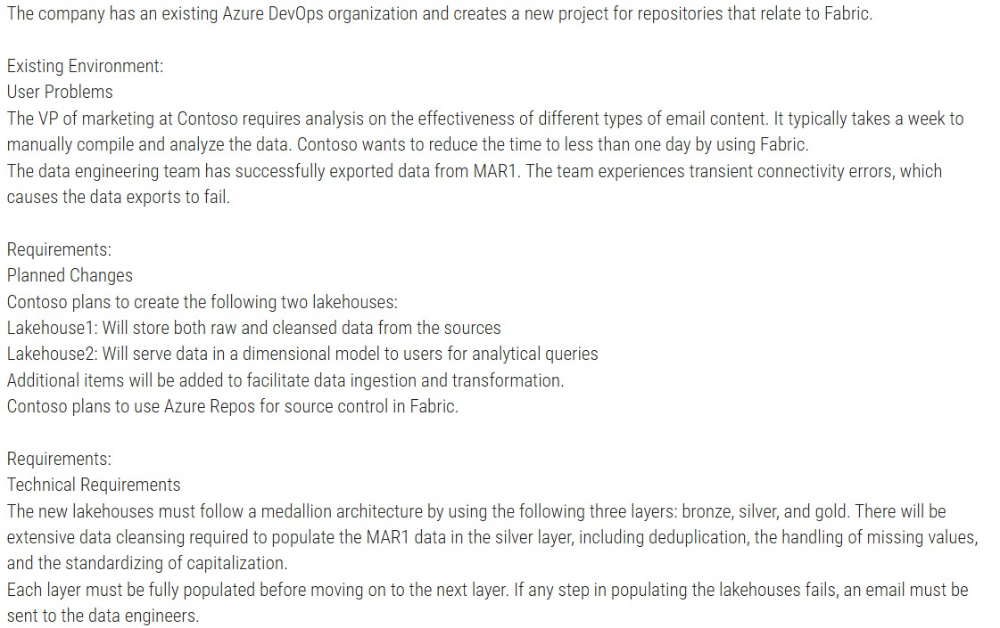 The company has an existing Azure DevOps organization and creates a new project for repositories that relate to Fabric.
Existing Environment:
User Problems
The VP of marketing at Contoso requires analysis on the effectiveness of different types of email content. It typically takes a week to
manually compile and analyze the data. Contoso wants to reduce the time to less than one day by using Fabric.
The data engineering team has successfully exported data from MAR1. The team experiences transient connectivity errors, which
causes the data exports to fail.
Requirements:
Planned Changes
Contoso plans to create the following two lakehouses:
Lakehouse1: Will store both raw and cleansed data from the sources
Lakehouse2: Will serve data in a dimensional model to users for analytical queries
Additional items will be added to facilitate data ingestion and transformation.
Contoso plans to use Azure Repos for source control in Fabric.
Requirements:
Technical Requirements
The new lakehouses must follow a medallion architecture by using the following three layers: bronze, silver, and gold. There will be
extensive data cleansing required to populate the MAR1 data in the silver layer, including deduplication, the handling of missing values,
and the standardizing of capitalization.
Each layer must be fully populated before moving on to the next layer. If any step in populating the lakehouses fails, an email must be
sent to the data engineers.